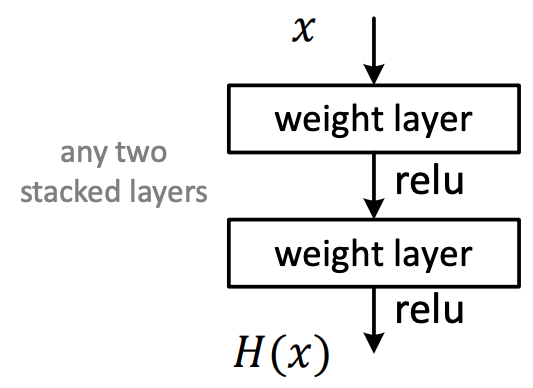 x
weight layer
any two
stacked layers
relu
weight layer
relu
H(x)